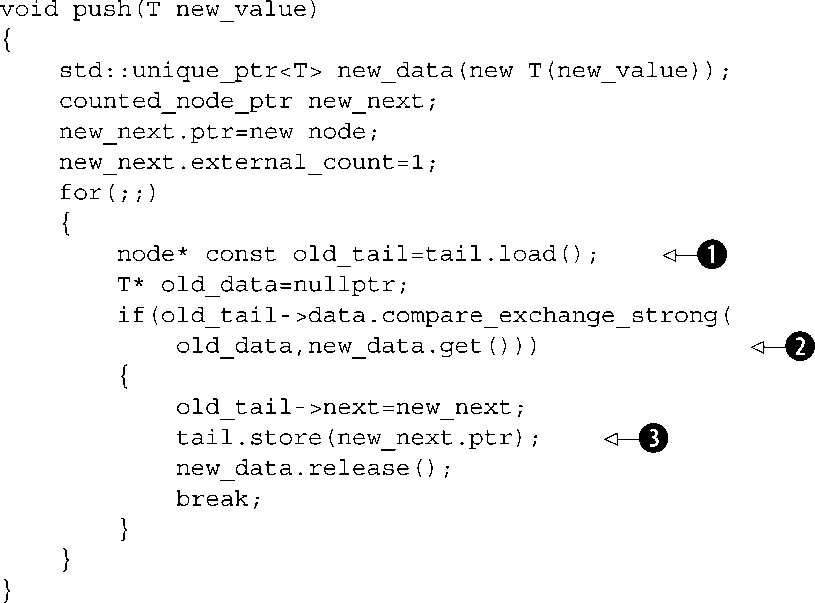 void push(T new_value)
{
    std::unique_ptr<T> new_data(new T(new_value));
    counted_node_ptr new_next;
    new_next.ptr=new node;
    new_next.external_count=1;
    for(;;)
    {
        node* const old_tail=tail.load(); 1
        T* old_data=nullptr;
        if(old_tail->data.compare_exchange_strong(
            old_data,new_data.get())) 2
        {
            old_tail->next=new_next;
            tail.store(new_next.ptr); 3
            new_data.release();
            break;
        }
    }
}